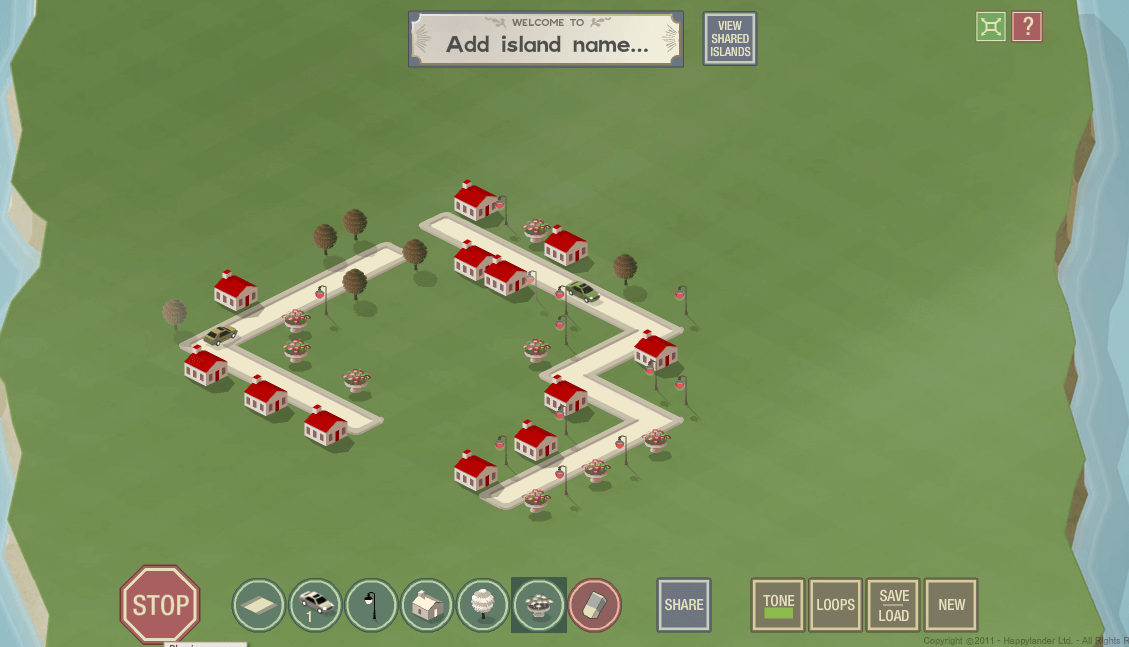 WELCOME TO
Add island name...
VIEW
SHARED
ISLANDS
?
STOP
1
SHARE
TONE
LOOPS
SAVE
LOAD
NEW
Copyright ©2011 - Happylander Ltd. - All Rights R